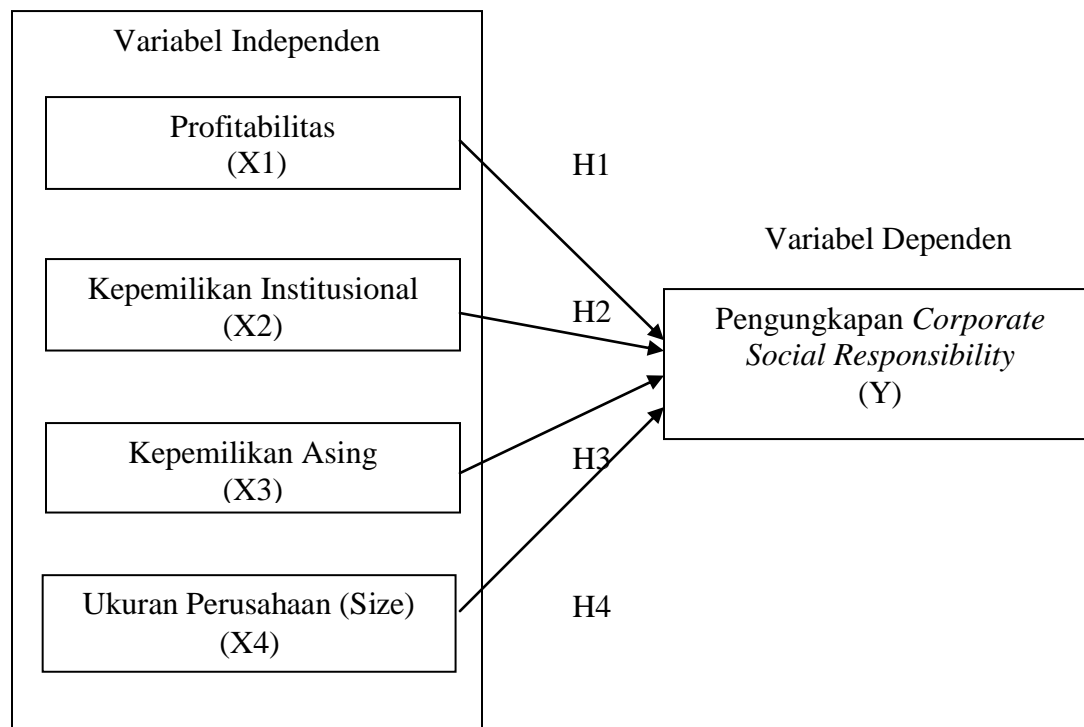 Variabel Independen
Profitabilitas
(X1)
H1
Variabel Dependen
Kepemilikan Institusional
(X2)
H2
Pengungkapan Corporate
Social Responsibility
(Y)
Kepemilikan Asing
(X3)
H3
Ukuran Perusahaan (Size)
(X4)
H4